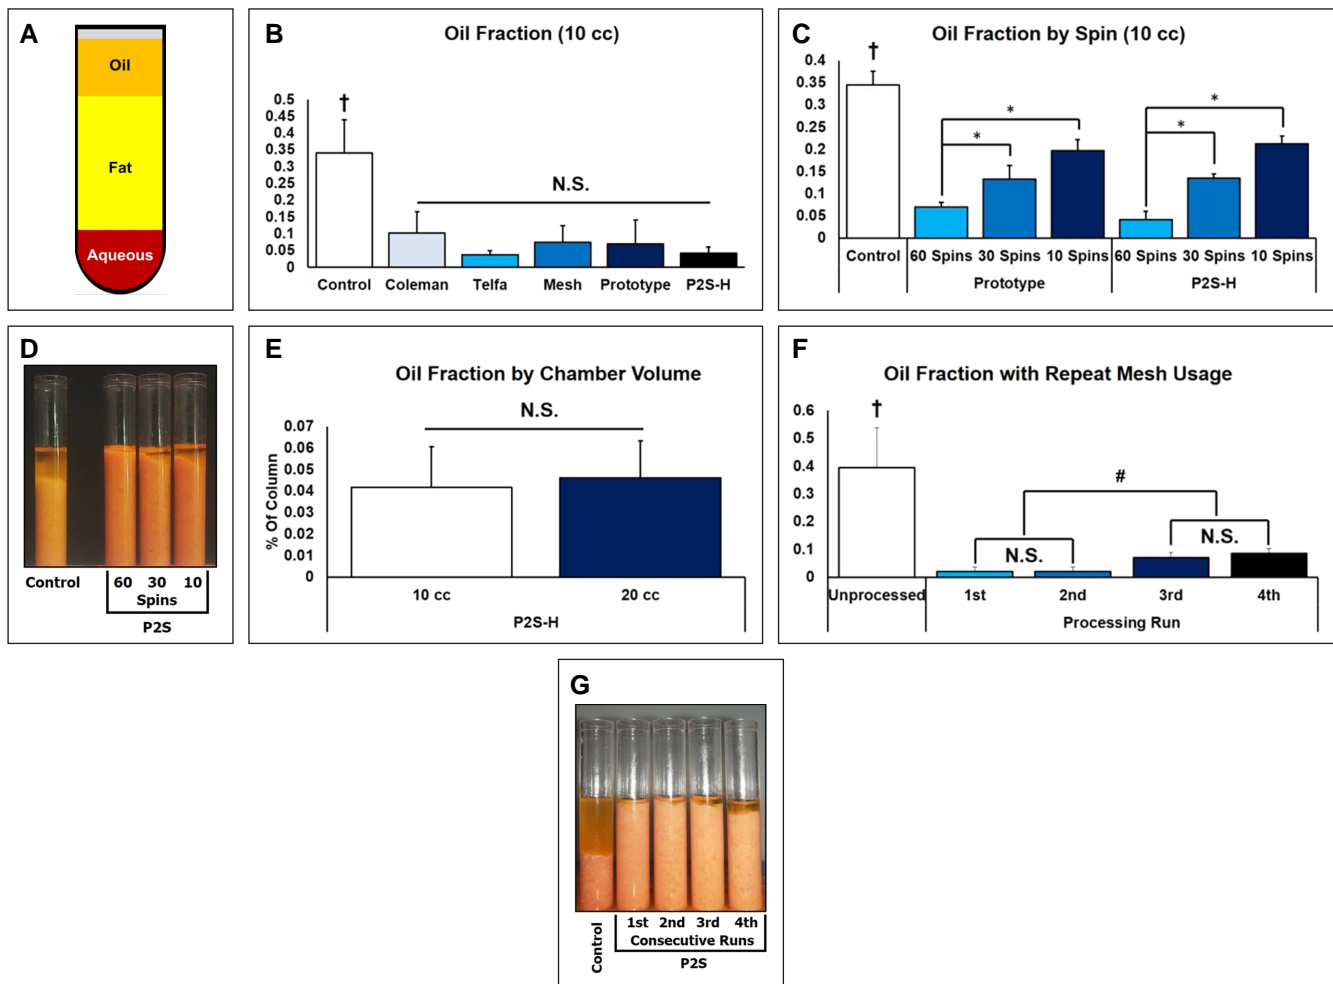 A
Oil
Fat
Aqueous
B
Oil Fraction (10 cc)
0.5
0.45
0.4
0.35
0.3
0.25
0.2
0.15
0.1
0.05
0
†
N.S.
Control Coleman Telfa Mesh Prototype P2S-H
C
Oil Fraction by Spin (10 cc)
0.4
0.35
0.3
0.25
0.2
0.15
0.1
0.05
0
†
*
*
*
*
Control 60 Spins 30 Spins 10 Spins 60 Spins 30 Spins 10 Spins
Prototype P2S-H
D
Control 60 30 10
Spins
P2S
E
Oil Fraction by Chamber Volume
N.S.
% Of Column
0.07
0.06
0.05
0.04
0.03
0.02
0.01
0
10 cc 20 cc
P2S-H
F
Oil Fraction with Repeat Mesh Usage
0.6
0.5
0.4
0.3
0.2
0.1
0
†
#
N.S.
N.S.
Unprocessed 1st 2nd 3rd 4th
Processing Run
G
Control
1st 2nd 3rd 4th
Consecutive Runs
P2S